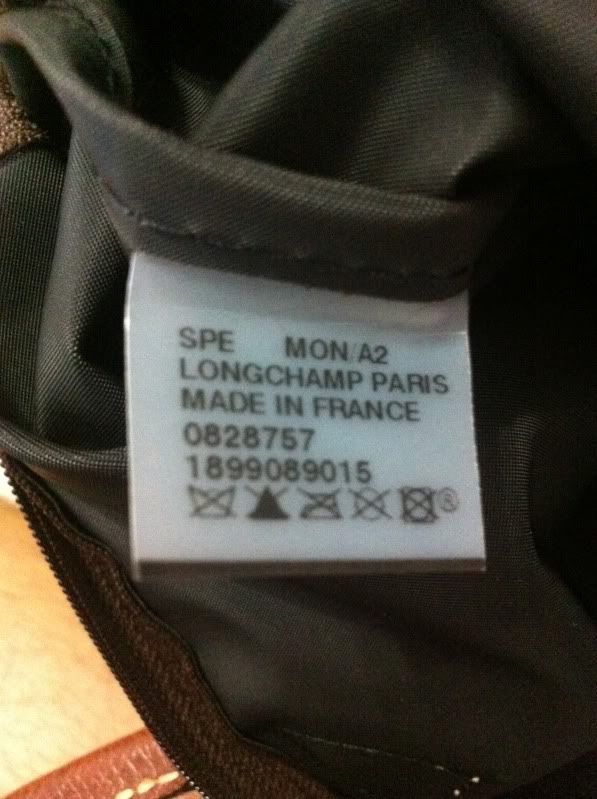 SPE MON/A2
LONGCHAMP PARIS
MADE IN FRANCE
0828757
1899089015
®